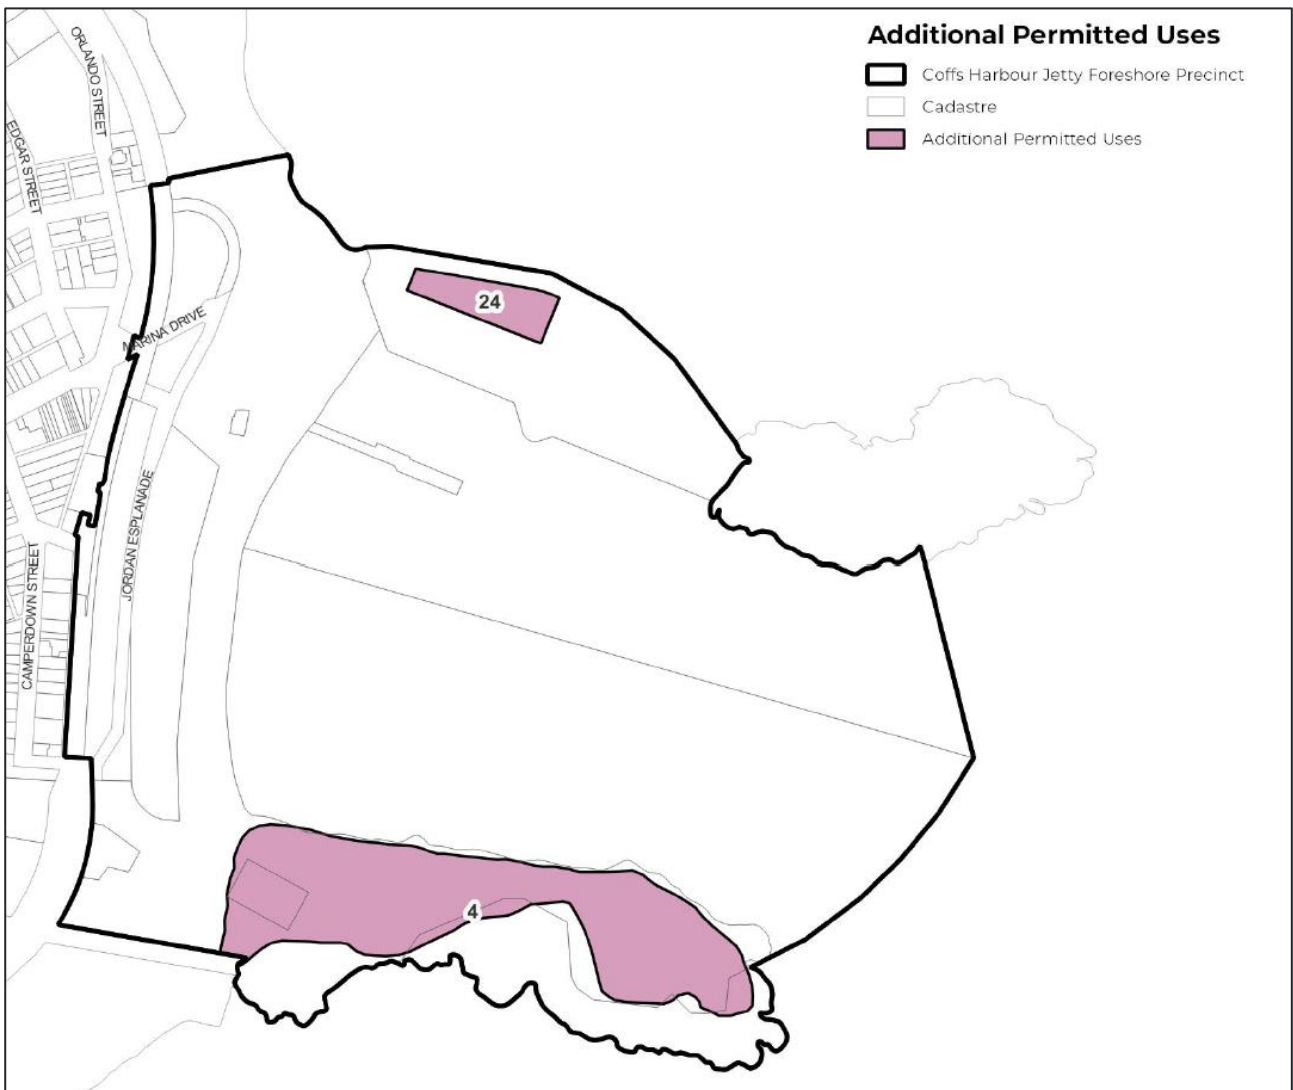 Additional Permitted Uses
Coffs Harbour Jetty Foreshore Precinct
Cadastre
Additional Permitted Uses
ORLANDO STREET
EDGAR STREET
MARINA DRIVE
JORDAN ESPLANADE
CAMPERDOWN STREET
24
4